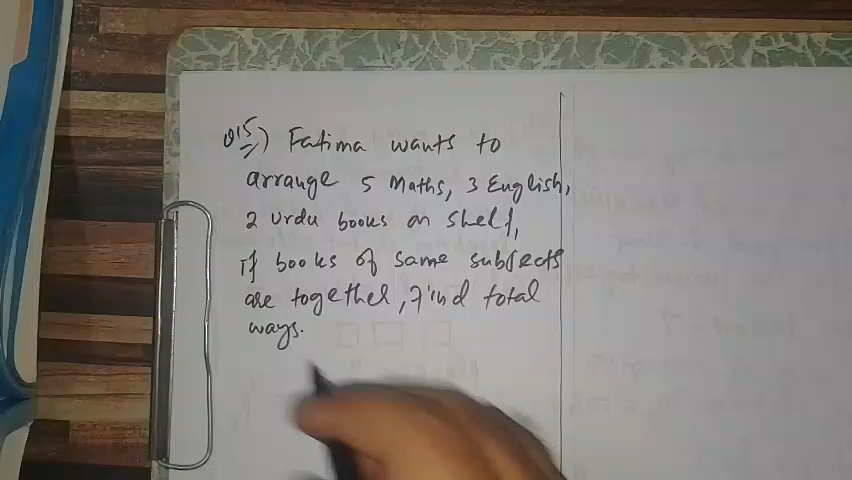 Q15) Fatima wants to
arrange 5 Maths, 3 English,
2 Urdu books on shelf,
if books of same subjects
are together, find total
ways.